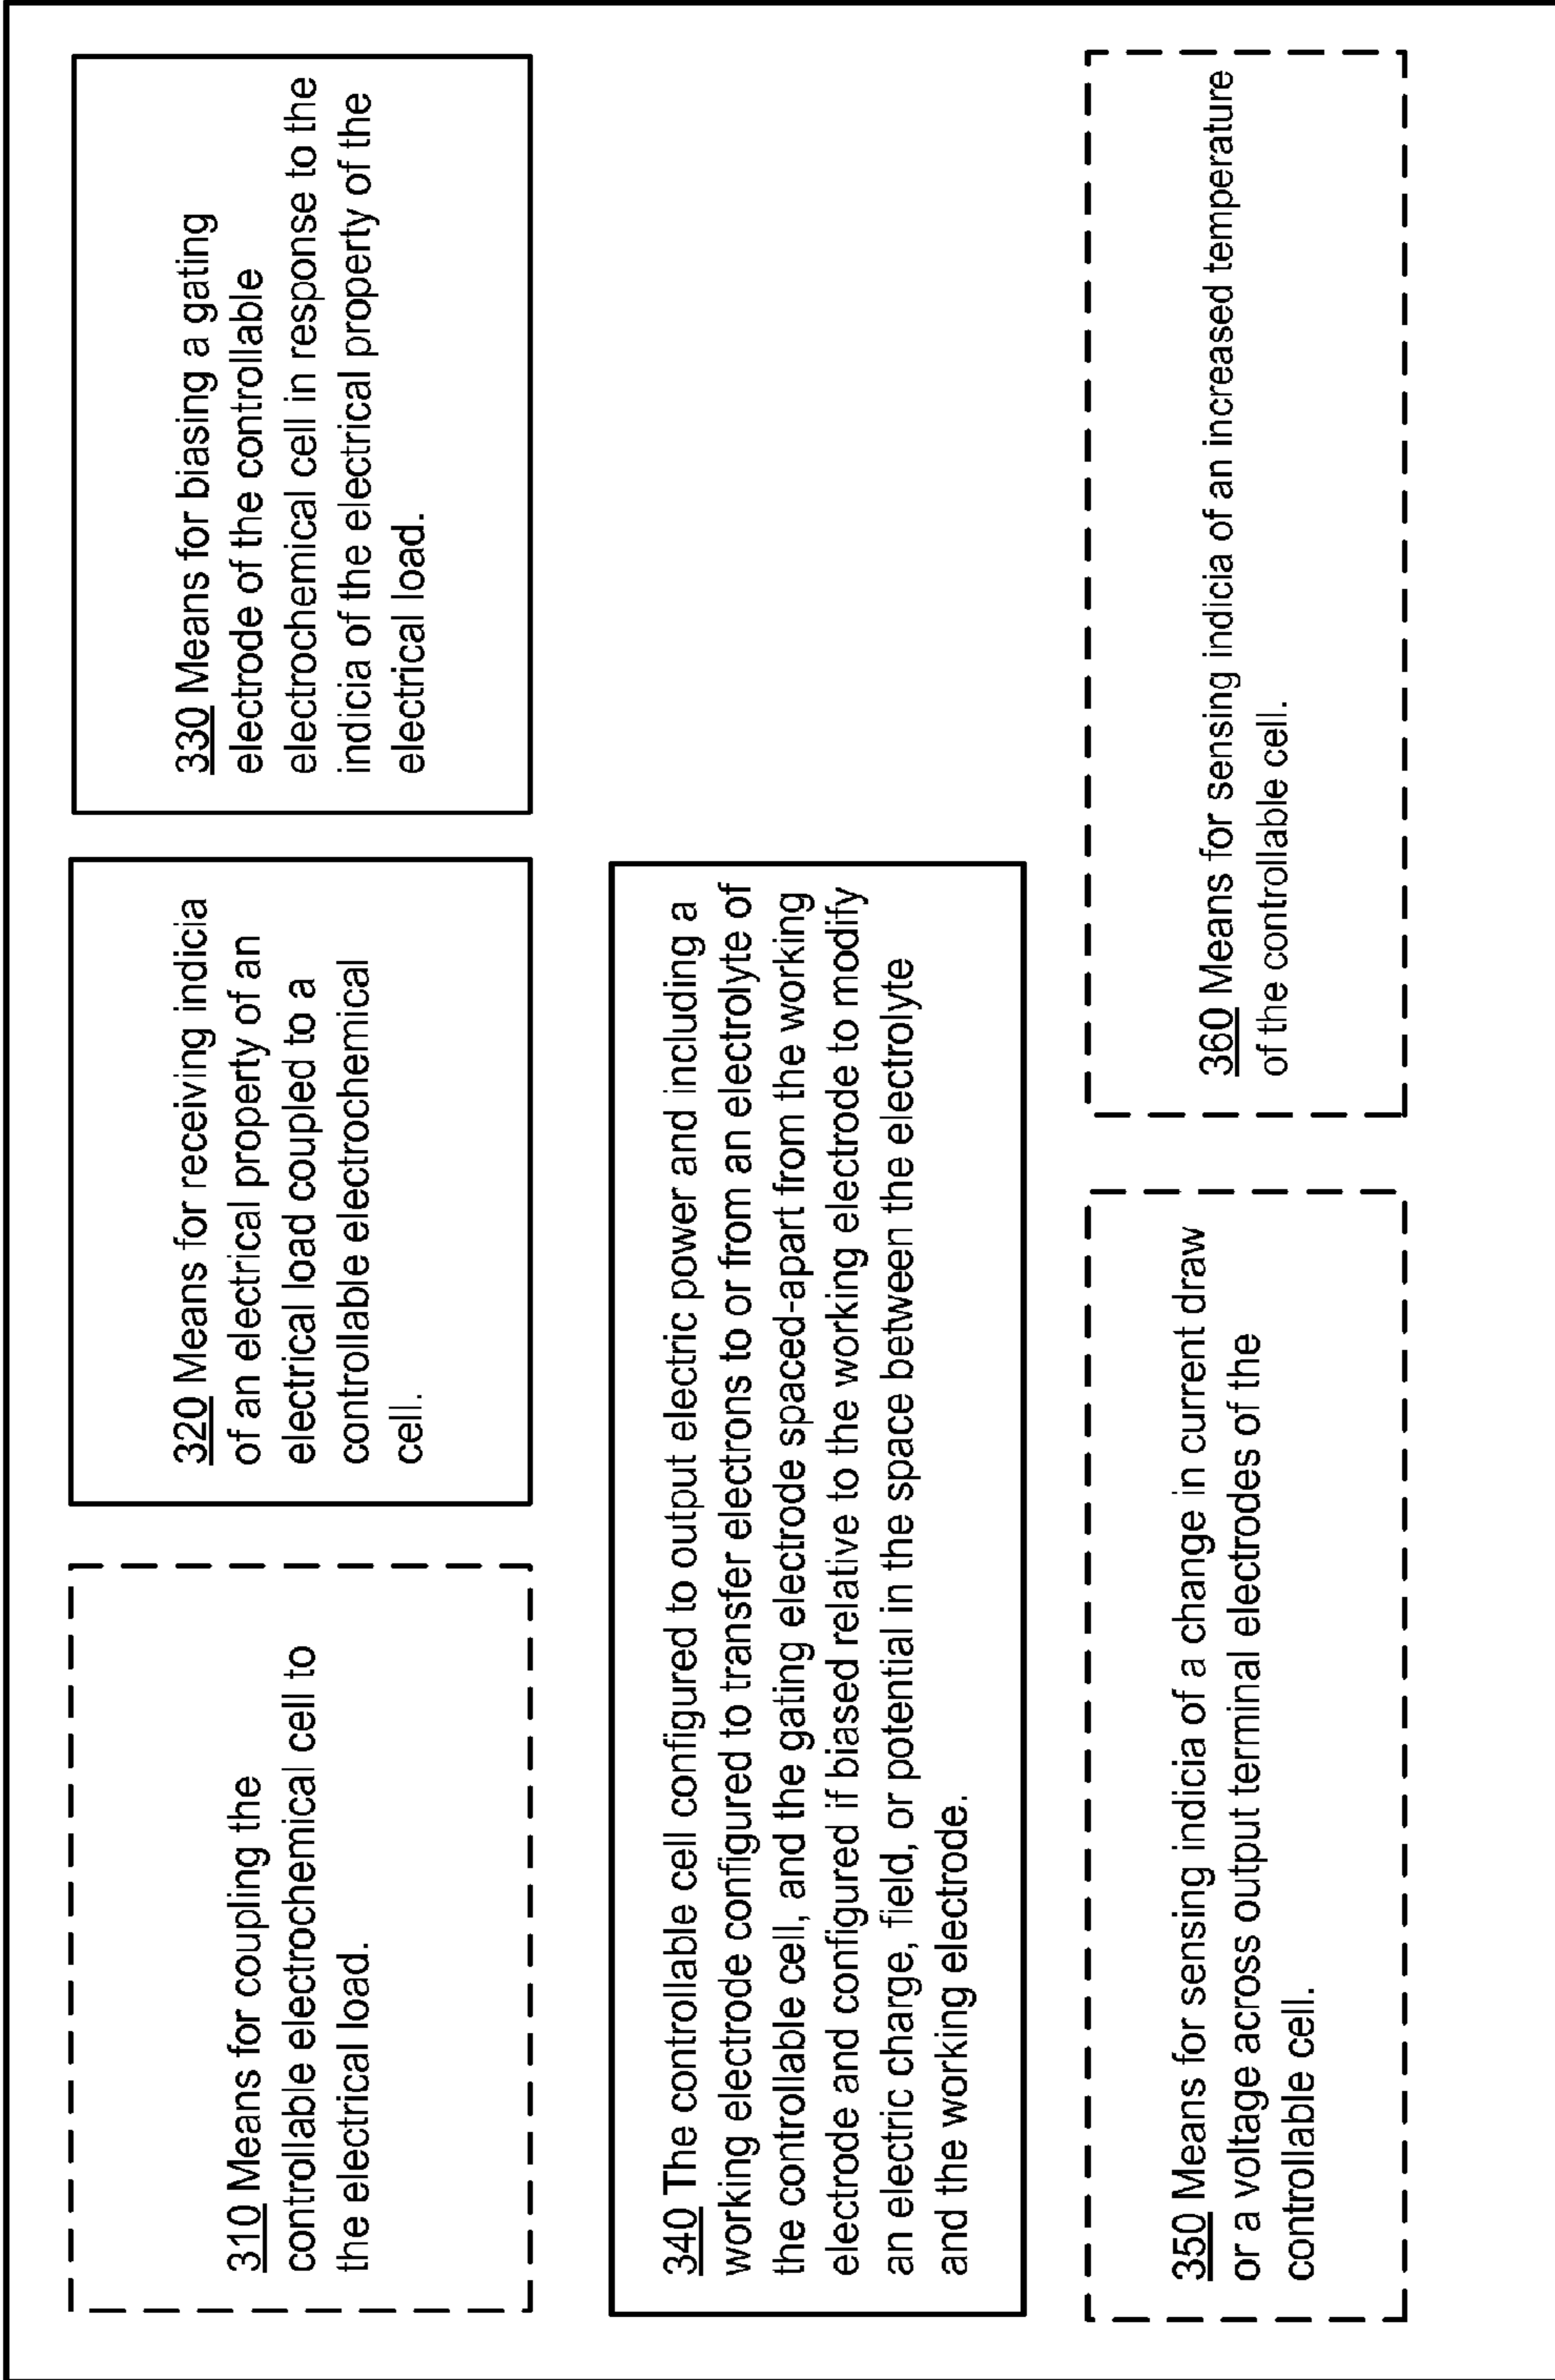 310 Means for coupling the
controllable electrochemical cell to
the electrical load.
320 Means for receiving indicia
of an electrical property of an
electrical load coupled to a
controllable electrochemical
cell.
330 Means for biasing a gating
electrode of the controllable
electrochemical cell in response to the
indicia of the electrical property of the
electrical load.
340 The controllable cell configured to output electric power and including a
working electrode configured to transfer electrons to or from an electrolyte of
the controllable cell, and the gating electrode spaced-apart from the working
electrode and configured if biased relative to the working electrode to modify
an electric charge, field, or potential in the space between the electrolyte
and the working electrode.
350 Means for sensing indicia of a change in current draw
or a voltage across output terminal electrodes of the
controllable cell.
360 Means for sensing indicia of an increased temperature
of the controllable cell.